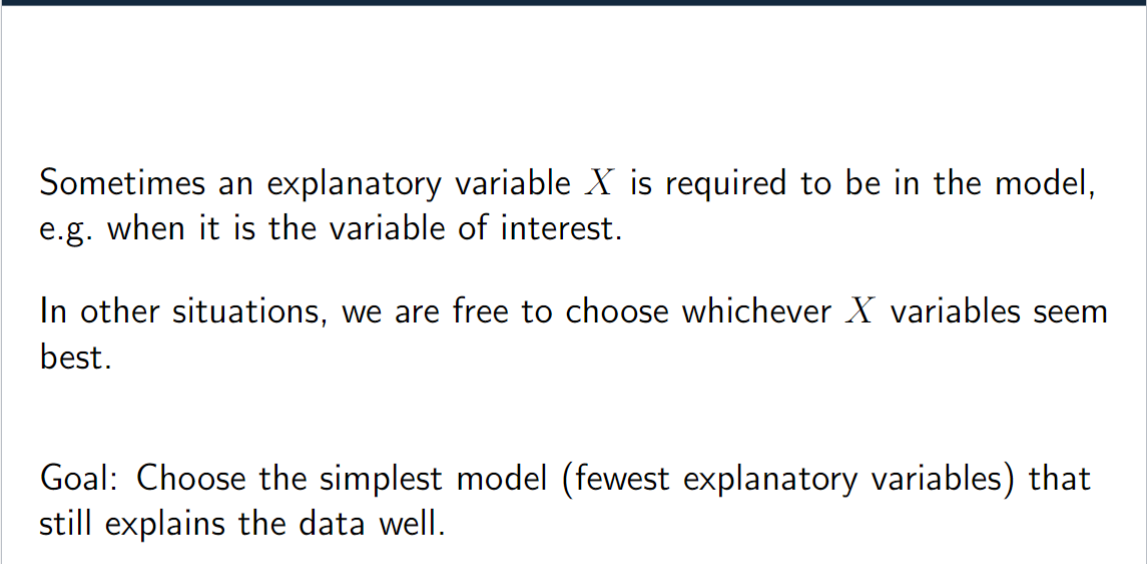 Sometimes an explanatory variable X is required to be in the model,
e.g. when it is the variable of interest.
In other situations, we are free to choose whichever X variables seem
best.
Goal: Choose the simplest model (fewest explanatory variables) that
still explains the data well.